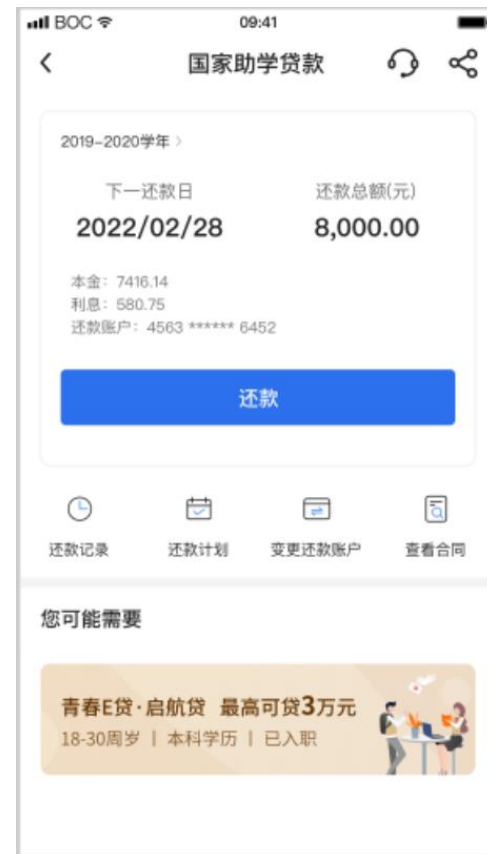 BOC 09:41
国家助学贷款
2019-2020学年 >
下一还款日 还款总额(元)
2022/02/28 8,000.00
本金: 7416.14
利息: 580.75
还款账户: 4563 ****** 6452
还款
还款记录 还款计划 变更还款账户 查看合同
您可能需要
青春E贷·启航贷 最高可贷3万元
18-30周岁 | 本科学历 | 已入职